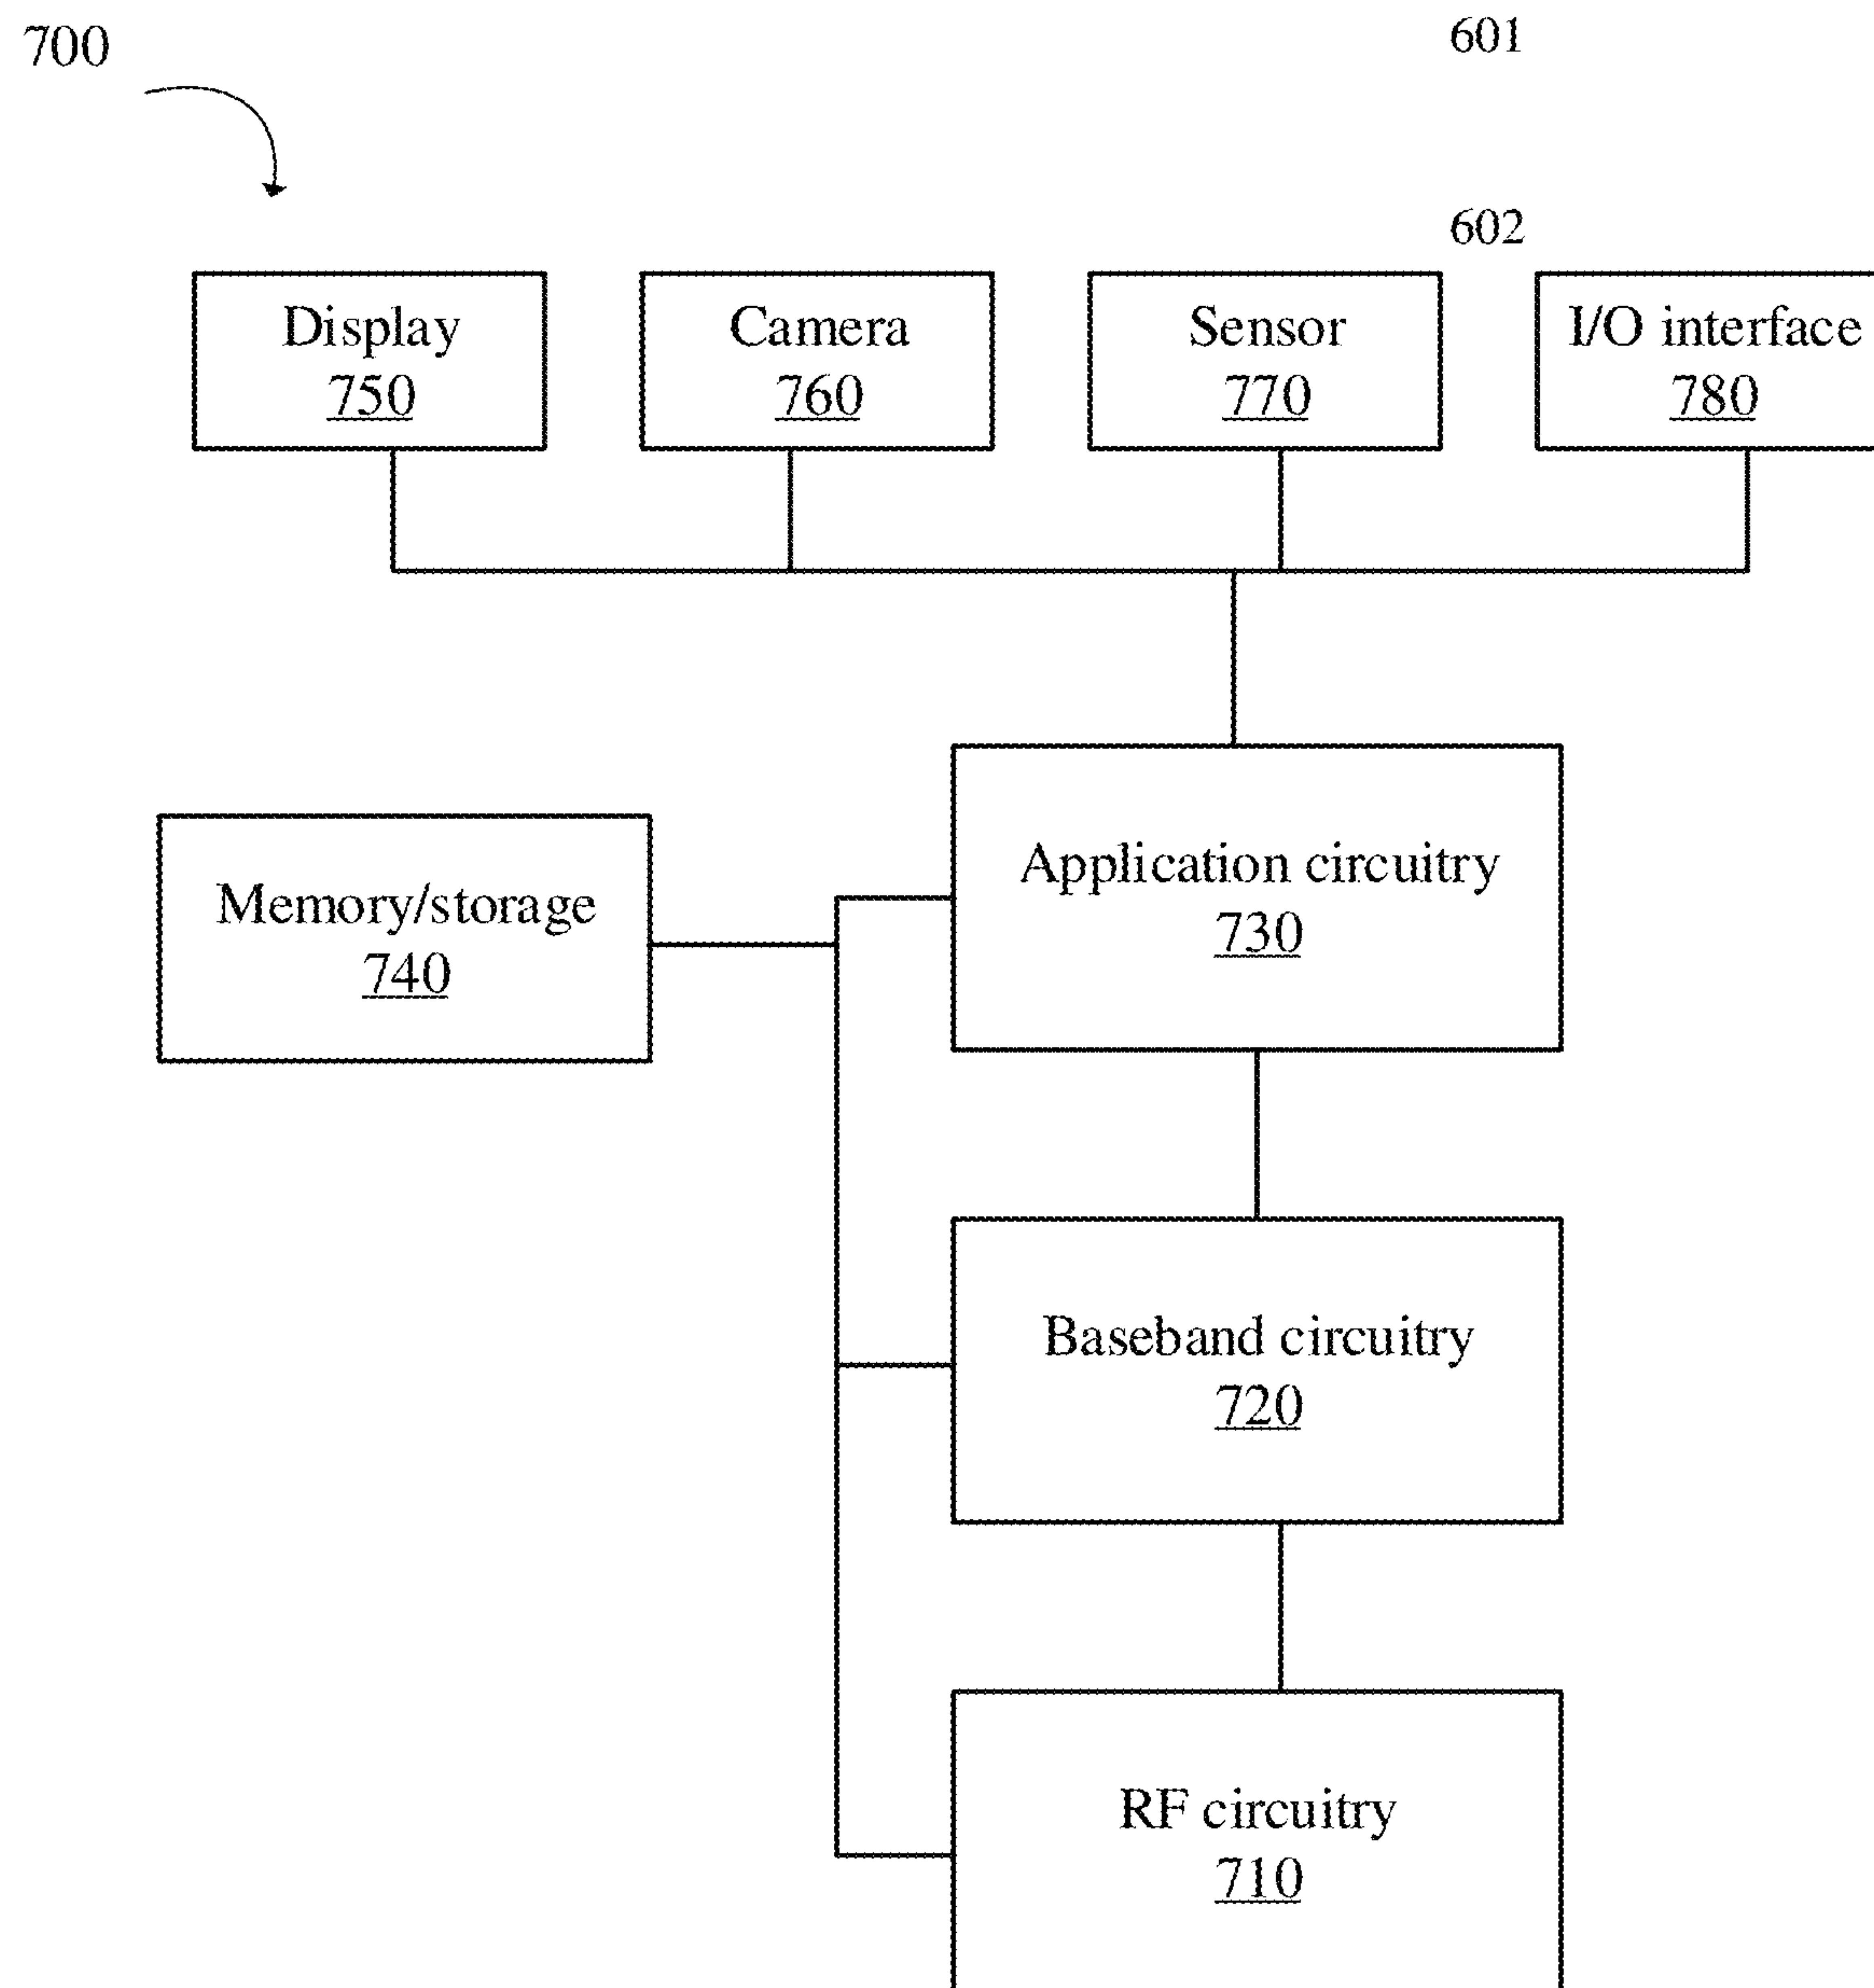 700
601
602
Display
750
Camera
760
Sensor
770
I/O interface
780
Application circuitry
730
Memory/storage
740
Baseband circuitry
720
RF circuitry
710